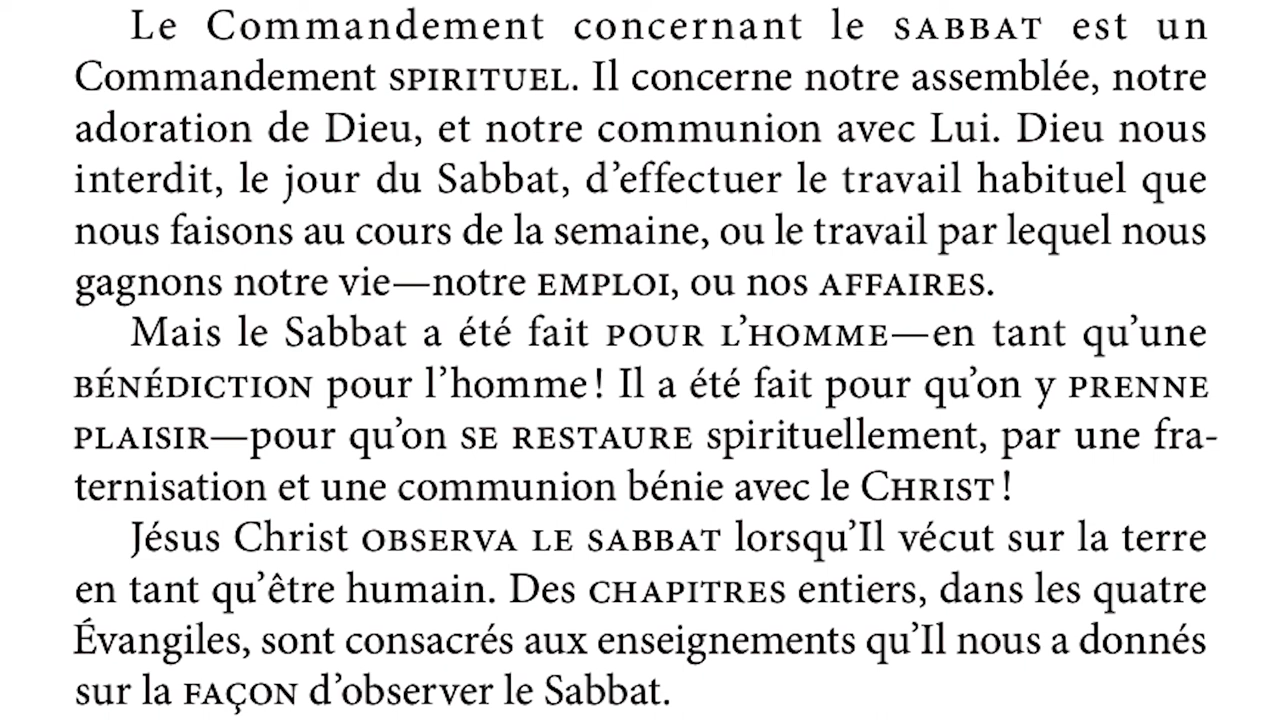 Le Commandement concernant le SABBAT est un
Commandement SPIRITUEL. Il concerne notre assemblée, notre
adoration de Dieu, et notre communion avec Lui. Dieu nous
interdit, le jour du Sabbat, d’effectuer le travail habituel que
nous faisons au cours de la semaine, ou le travail par lequel nous
gagnons notre vie—notre EMPLOI, ou nos AFFAIRES.
Mais le Sabbat a été fait POUR L’HOMME—en tant qu’une
BÉNÉDICTION pour l’homme ! Il a été fait pour qu’on y PRENNE
PLAISIR—pour qu’on SE RESTAURE spirituellement, par une fra-
ternisation et une communion bénie avec le CHRIST !
Jésus Christ OBSERVA LE SABBAT lorsqu’Il vécut sur la terre
en tant qu’être humain. Des CHAPITRES entiers, dans les quatre
Évangiles, sont consacrés aux enseignements qu’Il nous a donnés
sur la FAÇON d’observer le Sabbat.